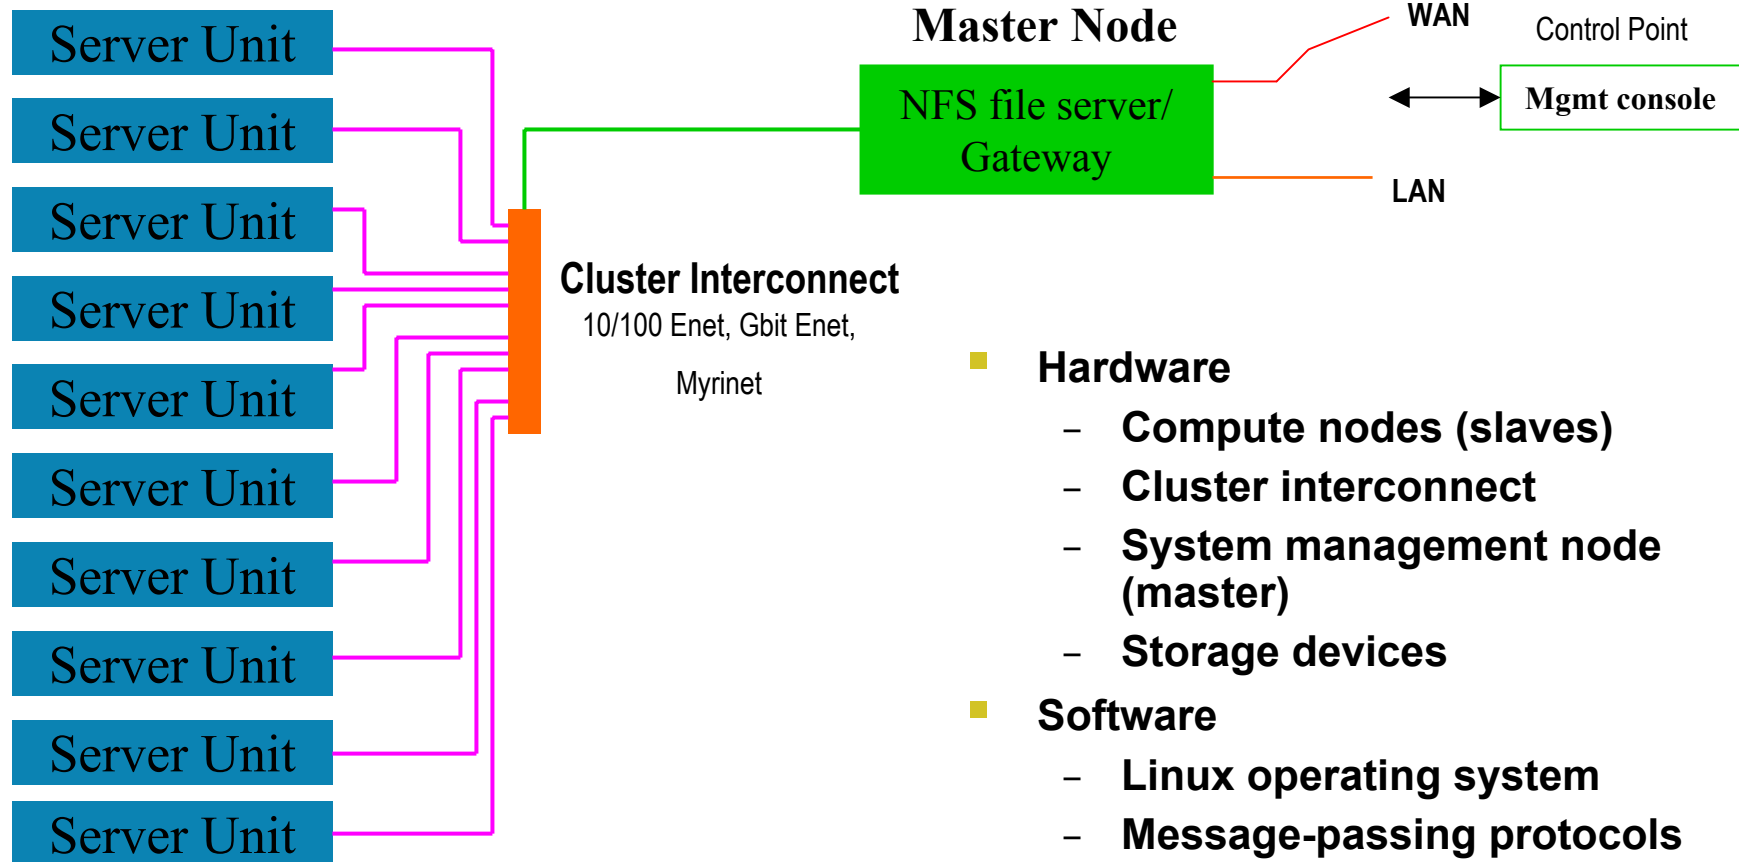 Server Unit
Server Unit
Server Unit
Server Unit
Server Unit
Server Unit
Server Unit
Server Unit
Server Unit
Server Unit
Master Node
NFS file server/
Gateway
WAN
LAN
Control Point
Mgmt console
Cluster Interconnect
10/100 Enet, Gbit Enet,
Myrinet
Hardware
– Compute nodes (slaves)
– Cluster interconnect
– System management node
(master)
– Storage devices
Software
– Linux operating system
– Message-passing protocols